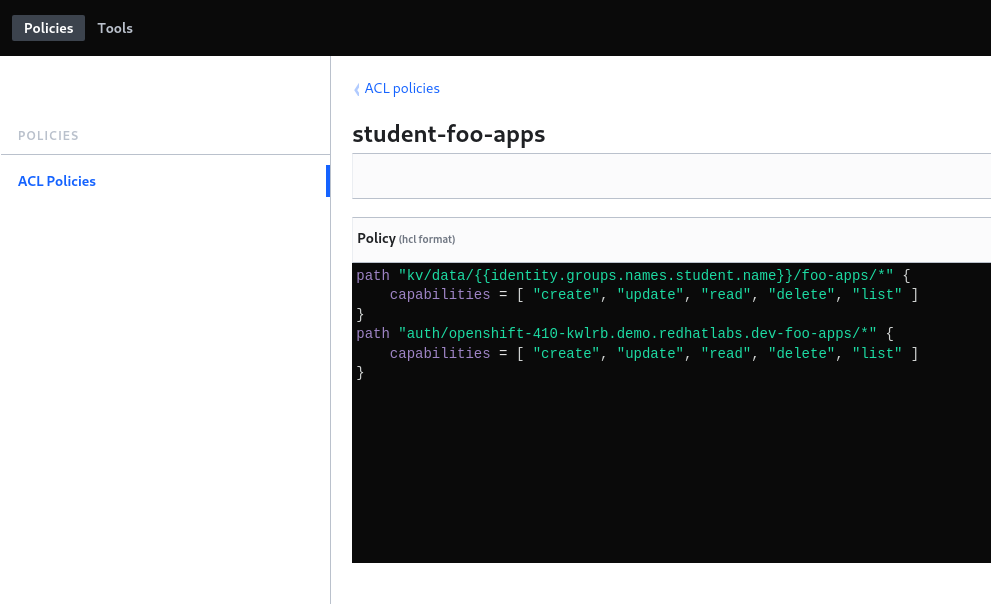 Policies Tools
ACL policies
POLICIES
student-foo-apps
ACL Policies
Policy (hcl format)
path "kv/data/{{identity.groups.names.student.name}}/foo-apps/*" {
    capabilities = [ "create", "update", "read", "delete", "list" ]
}
path "auth/openshift-410-kwlrb.demo.redhatlabs.dev-foo-apps/*" {
    capabilities = [ "create", "update", "read", "delete", "list" ]
}